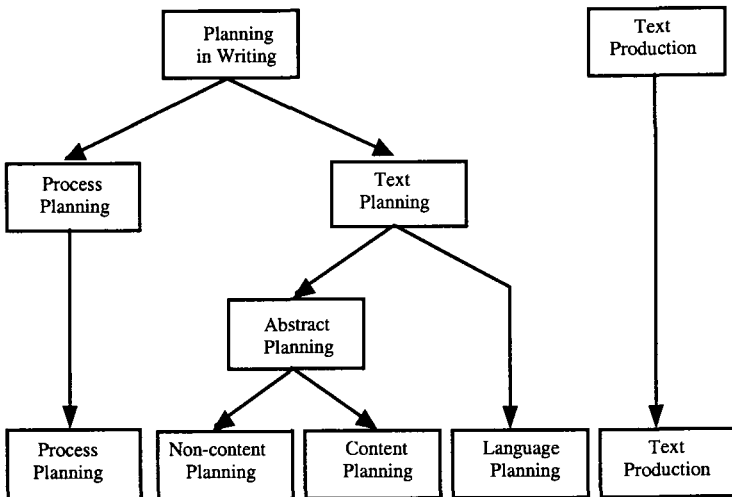 Planning
in Writing
Text
Production
Process
Planning
Text
Planning
Abstract
Planning
Process
Planning
Non-content
Planning
Content
Planning
Language
Planning
Text
Production